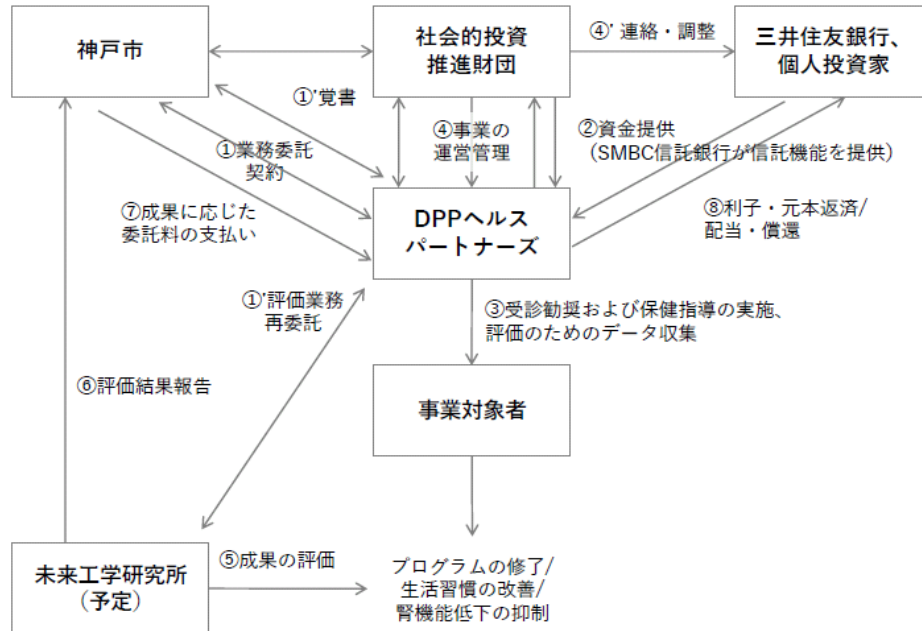 神戸市
社会的投資
推進財団
④’ 連絡・調整
三井住友銀行、
個人投資家
①’覚書
①業務委託
契約
④事業の
運営管理
②資金提供
(SMBC信託銀行が信託機能を提供)
⑦成果に応じた
委託料の支払い
DPPヘルス
パートナーズ
⑧利子・元本返済/
配当・償還
①’評価業務
再委託
③受診勧奨および保健指導の実施、
評価のためのデータ収集
⑥評価結果報告
事業対象者
未来工学研究所
(予定)
⑤成果の評価
プログラムの修了/
生活習慣の改善/
腎機能低下の抑制